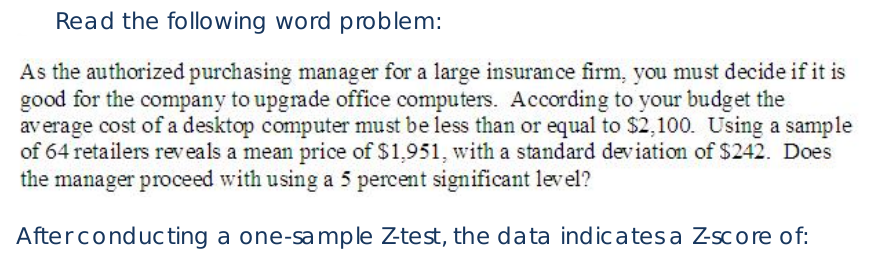 Read the following word problem:
As the authorized purchasing manager for a large insurance firm, you must decide if it is
good for the company to upgrade office computers. According to your budget the
average cost of a desktop computer must be less than or equal to $2,100. Using a sample
of 64 retailers reveals a mean price of $1,951, with a standard deviation of $242. Does
the manager proceed with using a 5 percent significant level?
After conducting a one-sample Z-test, the data indicates a Z-score of: